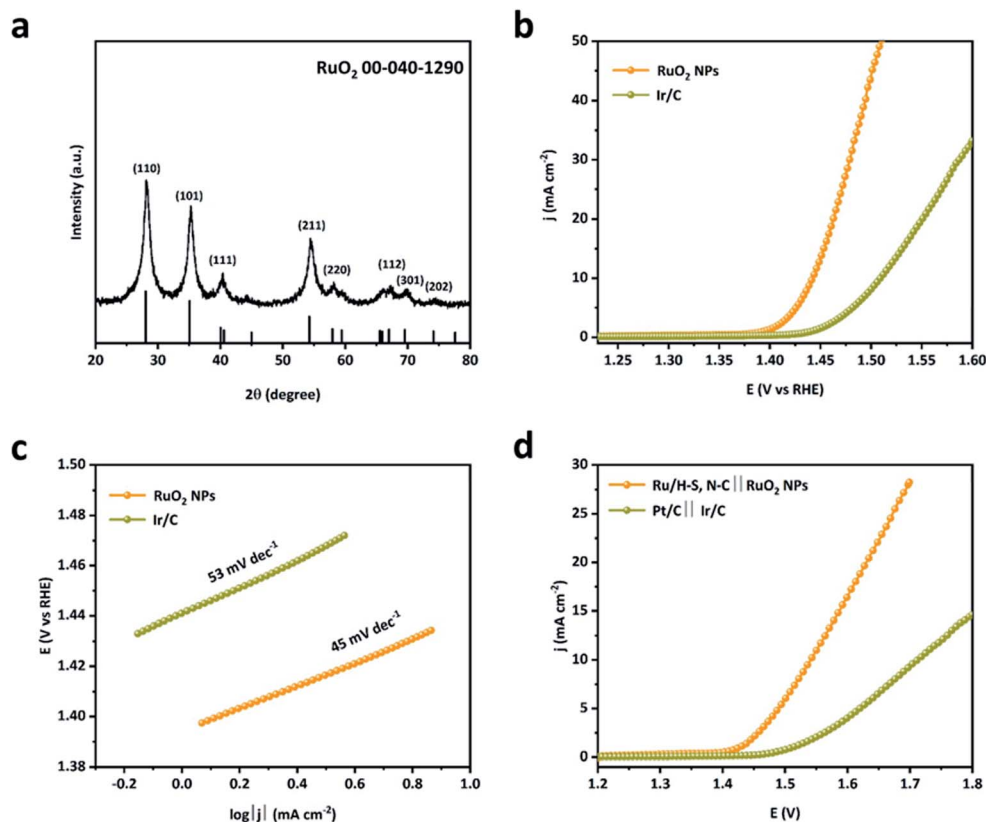 a
RuO₂ 00-040-1290
(110)
(101)
(111)
(211)
(220)
(112)
(301)
(202)
Intensity (a.u.)
20 30 40 50 60 70 80
2θ (degree)
b
RuO₂ NPs
Ir/C
50
40
30
20
10
0
j (mA cm⁻²)
1.25 1.30 1.35 1.40 1.45 1.50 1.55 1.60
E (V vs RHE)
c
RuO₂ NPs
Ir/C
53 mV dec⁻¹
45 mV dec⁻¹
1.50
1.48
1.46
1.44
1.42
1.40
1.38
E (V vs RHE)
-0.2 0.0 0.2 0.4 0.6 0.8 1.0
log|j| (mA cm⁻²)
d
Ru/H-S, N-C || RuO₂ NPs
Pt/C || Ir/C
30
25
20
15
10
5
0
j (mA cm⁻²)
1.2 1.3 1.4 1.5 1.6 1.7 1.8
E (V)